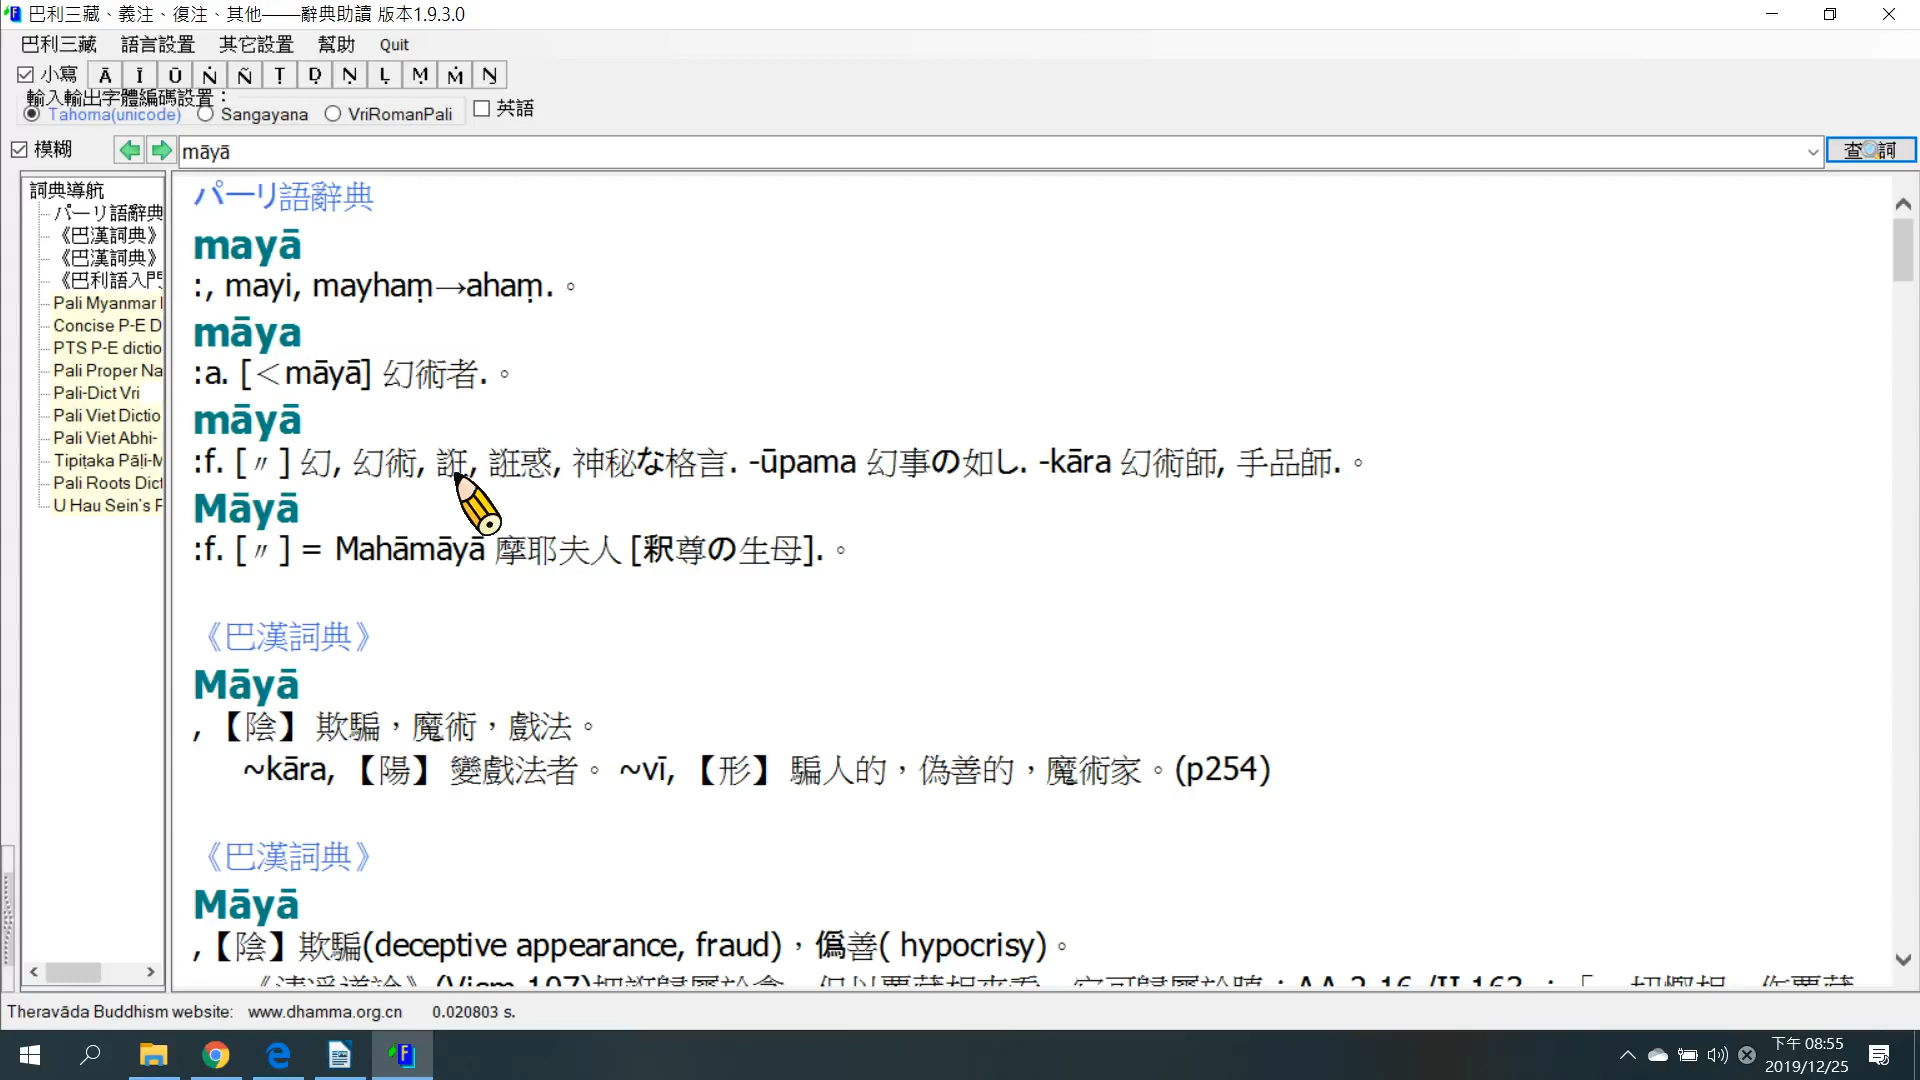 巴利三藏、義注、復注、其他───辭典助讀 版本1.9.3.0
巴利三藏 語言設置 其它設置 幫助 Quit
小寫 Ā Ī Ū Ṅ Ñ Ṭ Ḍ Ṇ Ḷ Ṃ Ṁ Ŋ
輸入輸出字體編碼設置：
Tahoma(unicode) Sangayana VriRomanPali 英語
模糊 māyā 查詞
詞典導航
パーリ語辭典
《巴漢詞典》
《巴漢詞典》
《巴利語入門
Pali Myanmar
Concise P-E D
PTS P-E dictio
Pali Proper Na
Pali-Dict Vri
Pali Viet Dictio
Pali Viet Abhi-
Tipiṭaka Pāḷi-M
Pali Roots Dict
U Hau Sein's P
パーリ語辭典
mayā
:, mayi, mayhaṃ→ahaṃ.。
māya
:a. [＜māyā] 幻術者.。
māyā
:f. [〃] 幻, 幻術, 誑, 誑惑, 神秘な格言. -ūpama 幻事の如し. -kāra 幻術師, 手品師.。
Māyā
:f. [〃] = Mahāmāyā 摩耶夫人 [釈尊の生母].。
《巴漢詞典》
Māyā
,【陰】 欺騙，魔術，戲法。
~kāra,【陽】 變戲法者。 ~vī,【形】 騙人的，偽善的，魔術家。(p254)
《巴漢詞典》
Māyā
,【陰】欺騙(deceptive appearance, fraud)，僞善( hypocrisy)。
Theravāda Buddhism website: www.dhamma.org.cn 0.020803 s.
下午 08:55
2019/12/25